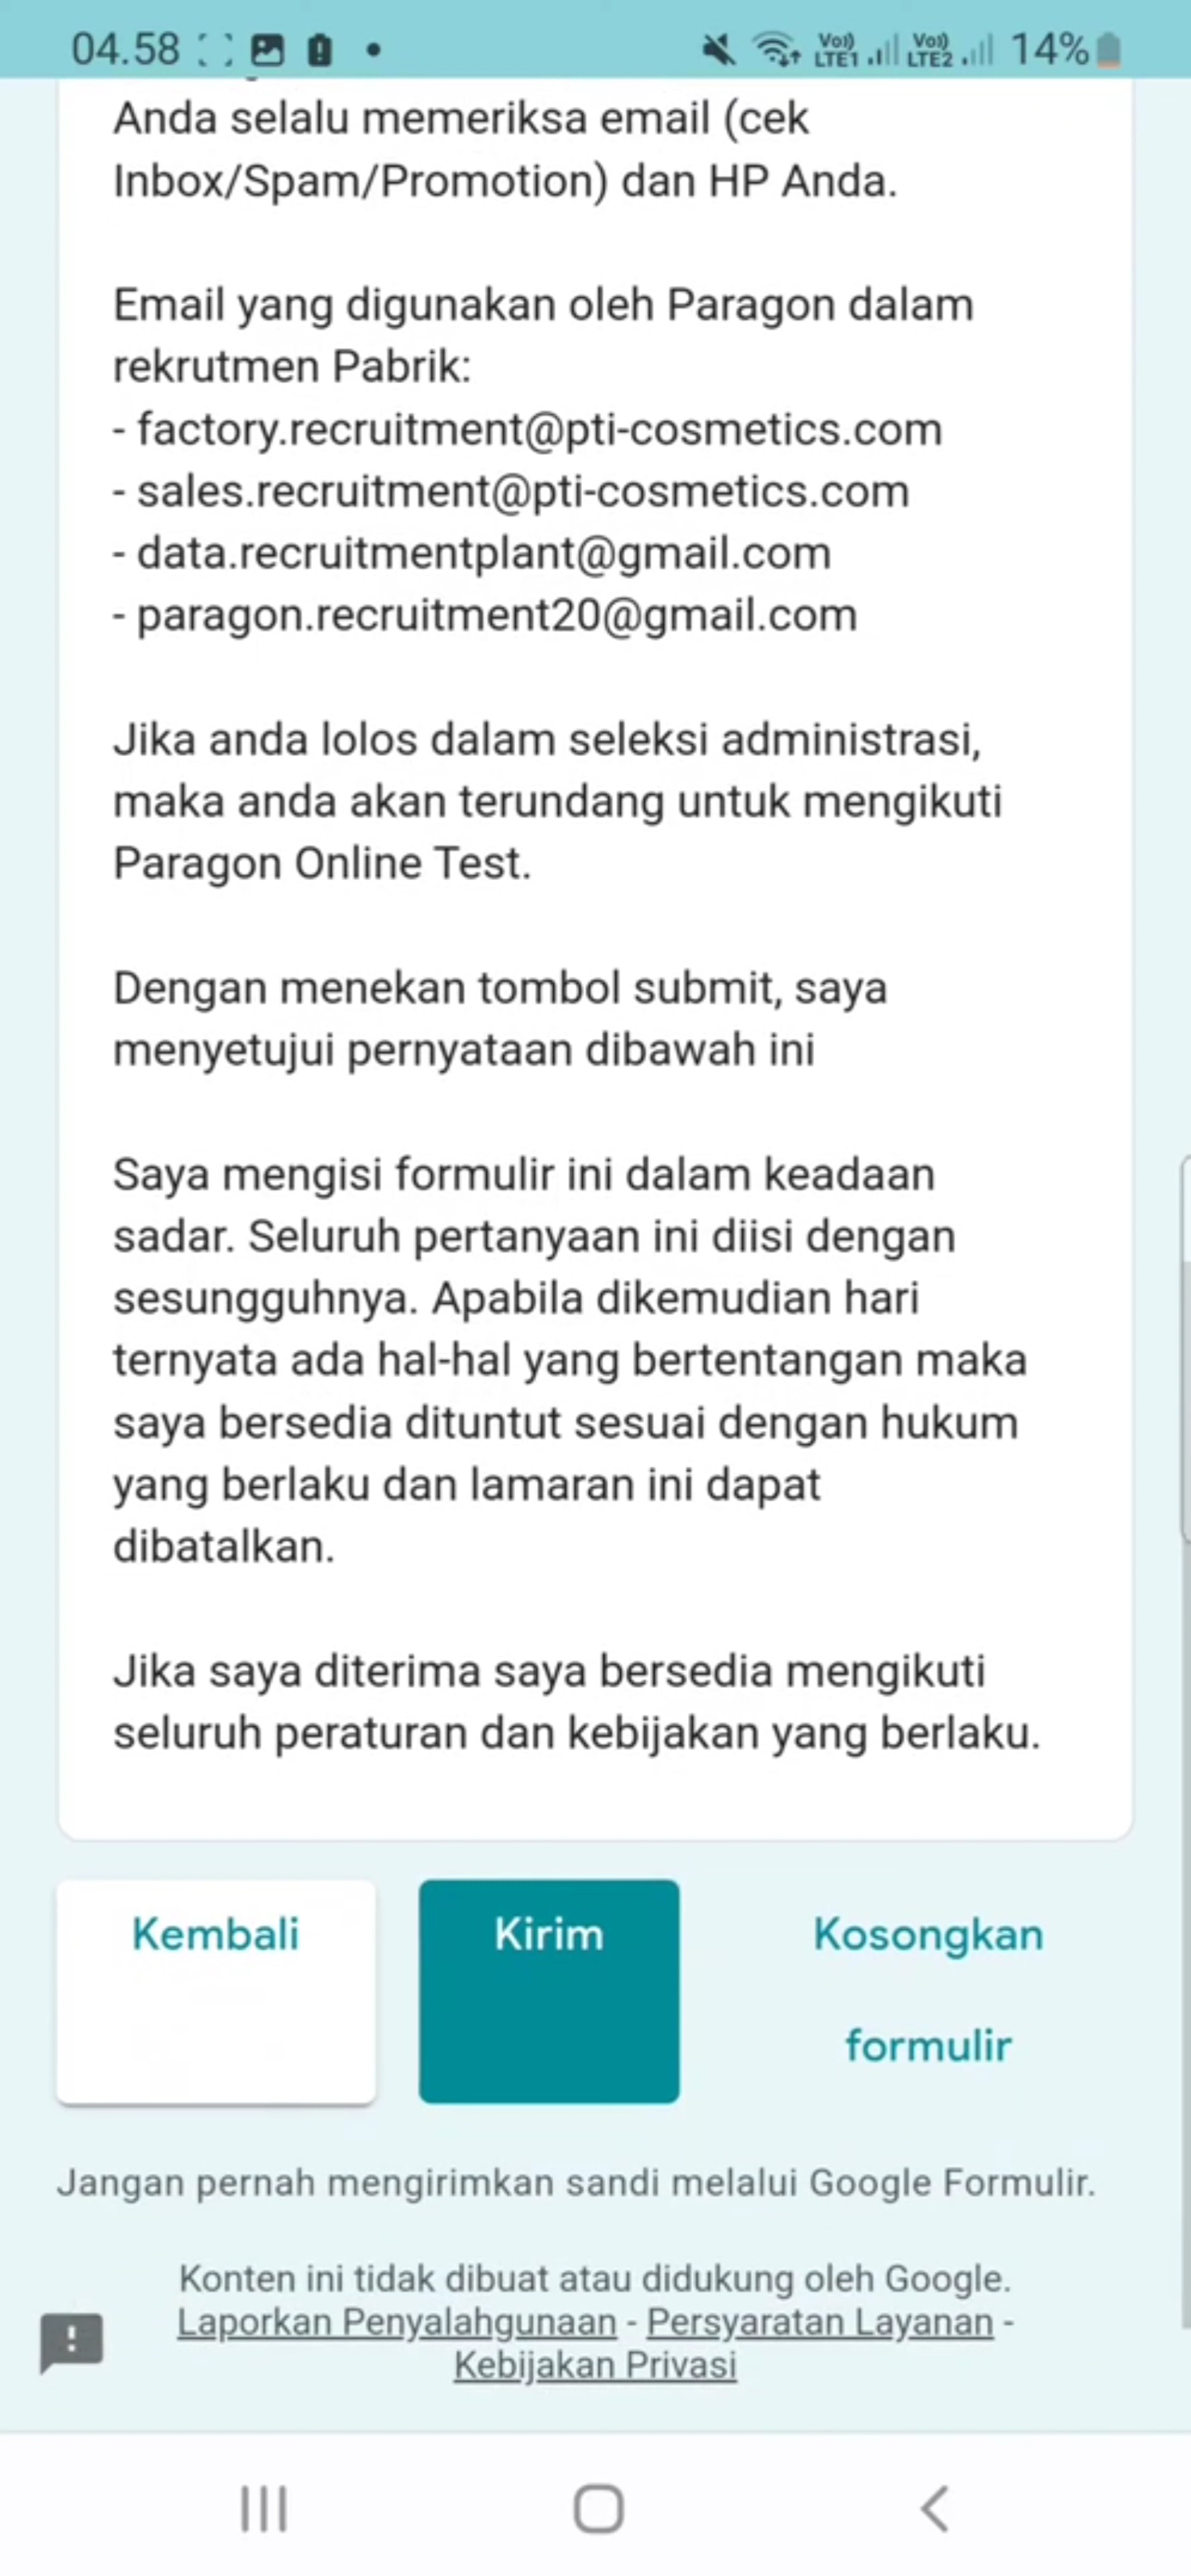 04.58
Vo)) LTE1 Vo)) LTE2 14%
Anda selalu memeriksa email (cek
Inbox/Spam/Promotion) dan HP Anda.
Email yang digunakan oleh Paragon dalam
rekrutmen Pabrik:
- factory.recruitment@pti-cosmetics.com
- sales.recruitment@pti-cosmetics.com
- data.recruitmentplant@gmail.com
- paragon.recruitment20@gmail.com
Jika anda lolos dalam seleksi administrasi,
maka anda akan terundang untuk mengikuti
Paragon Online Test.
Dengan menekan tombol submit, saya
menyetujui pernyataan dibawah ini
Saya mengisi formulir ini dalam keadaan
sadar. Seluruh pertanyaan ini diisi dengan
sesungguhnya. Apabila dikemudian hari
ternyata ada hal-hal yang bertentangan maka
saya bersedia dituntut sesuai dengan hukum
yang berlaku dan lamaran ini dapat
dibatalkan.
Jika saya diterima saya bersedia mengikuti
seluruh peraturan dan kebijakan yang berlaku.
Kembali
Kirim
Kosongkan
formulir
Jangan pernah mengirimkan sandi melalui Google Formulir.
Konten ini tidak dibuat atau didukung oleh Google.
Laporkan Penyalahgunaan - Persyaratan Layanan -
Kebijakan Privasi